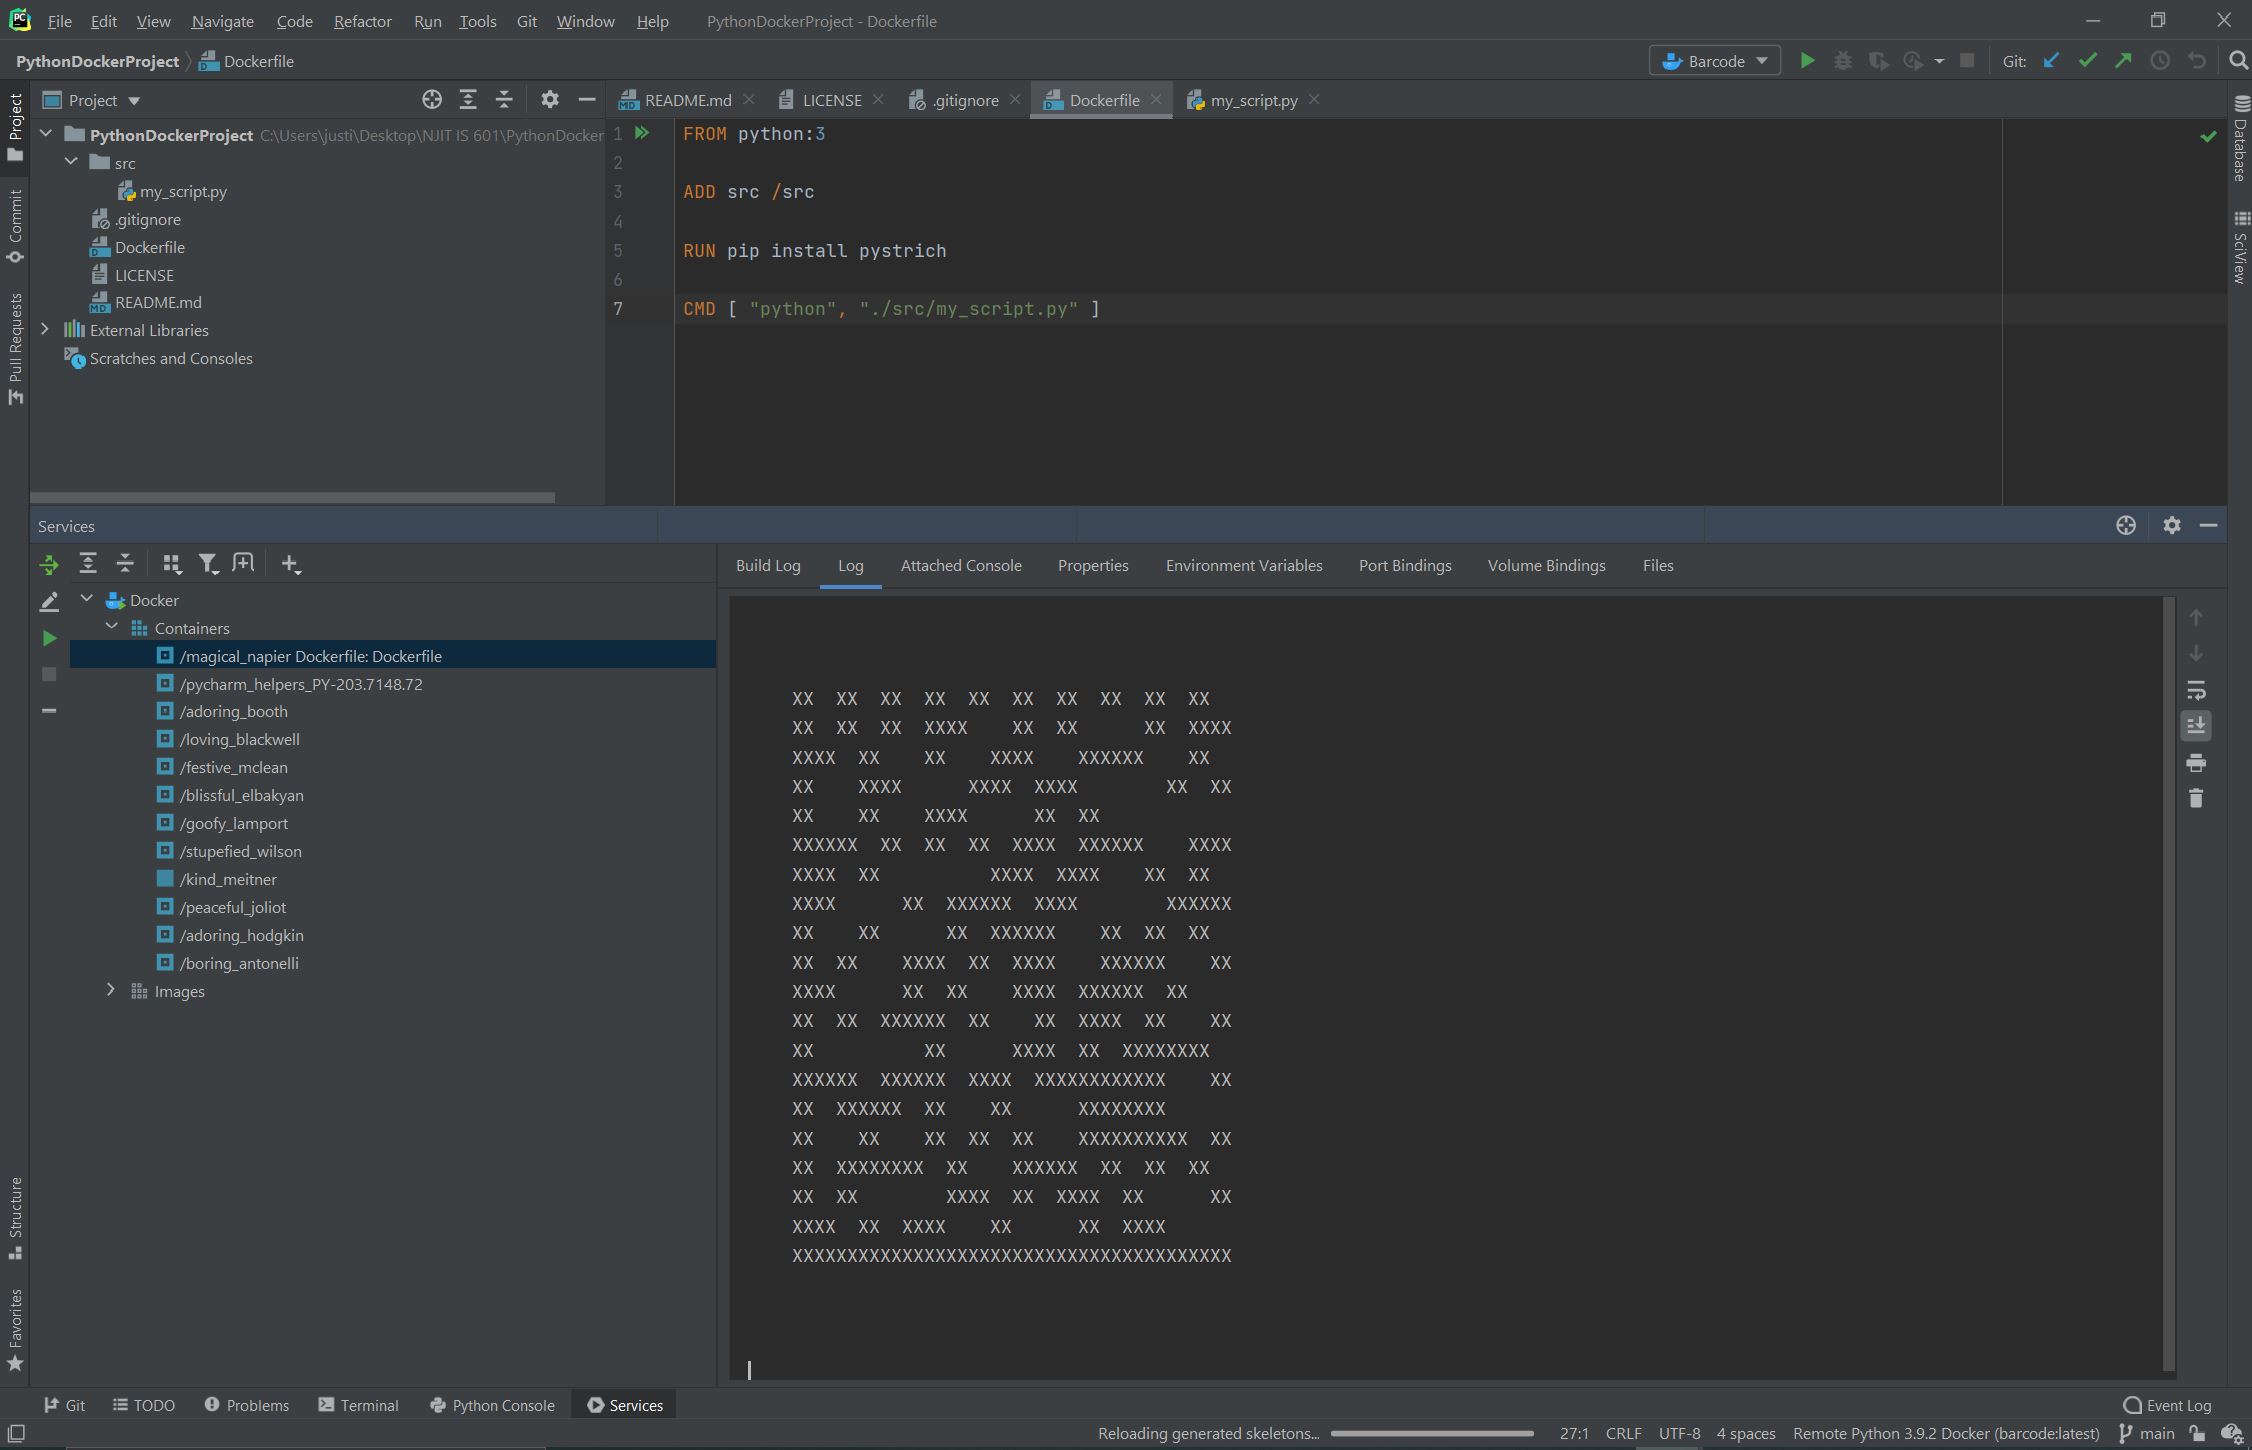 File Edit View Navigate Code Refactor Run Tools Git Window Help PythonDockerProject - Dockerfile
PythonDockerProject Dockerfile Barcode Git:
Project README.md LICENSE .gitignore Dockerfile my_script.py
PythonDockerProject C:\Users\justi\Desktop\NJIT IS 601\PythonDocker
src
my_script.py
.gitignore
Dockerfile
LICENSE
README.md
External Libraries
Scratches and Consoles
1 FROM python:3
2
3 ADD src /src
4
5 RUN pip install pystrich
6
7 CMD [ "python", "./src/my_script.py" ]
Project
Commit
Pull Requests
Structure
Favorites
Database
SciView
Services
Build Log Log Attached Console Properties Environment Variables Port Bindings Volume Bindings Files
Docker
Containers
/magical_napier Dockerfile: Dockerfile
/pycharm_helpers_PY-203.7148.72
/adoring_booth
/loving_blackwell
/festive_mclean
/blissful_elbakyan
/goofy_lamport
/stupefied_wilson
/kind_meitner
/peaceful_joliot
/adoring_hodgkin
/boring_antonelli
Images
XX  XX  XX  XX  XX  XX  XX  XX  XX  XX
XX  XX  XX  XXXX    XX  XX      XX  XXXX
XXXX  XX    XX    XXXX    XXXXXX    XX
XX    XXXX      XXXX  XXXX        XX  XX
XX    XX    XXXX      XX  XX
XXXXXX  XX  XX  XX  XXXX  XXXXXX    XXXX
XXXX  XX          XXXX  XXXX    XX  XX
XXXX      XX  XXXXXX  XXXX        XXXXXX
XX    XX      XX  XXXXXX    XX  XX  XX
XX  XX    XXXX  XX  XXXX    XXXXXX    XX
XXXX      XX  XX    XXXX  XXXXXX  XX
XX  XX  XXXXXX  XX    XX  XXXX  XX    XX
XX          XX      XXXX  XX  XXXXXXXX
XXXXXX  XXXXXX  XXXX  XXXXXXXXXXXX    XX
XX  XXXXXX  XX    XX      XXXXXXXX
XX    XX    XX  XX  XX    XXXXXXXXXX  XX
XX  XXXXXXXX  XX    XXXXXX  XX  XX  XX
XX  XX        XXXX  XX  XXXX  XX      XX
XXXX  XX  XXXX    XX      XX  XXXX
XXXXXXXXXXXXXXXXXXXXXXXXXXXXXXXXXXXXXXXX
Git TODO Problems Terminal Python Console Services Event Log
Reloading generated skeletons... 27:1 CRLF UTF-8 4 spaces Remote Python 3.9.2 Docker (barcode:latest) main